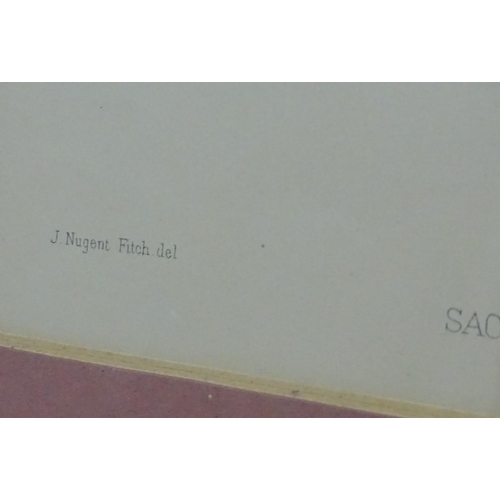 J. Nugent Fitch. del
SAC